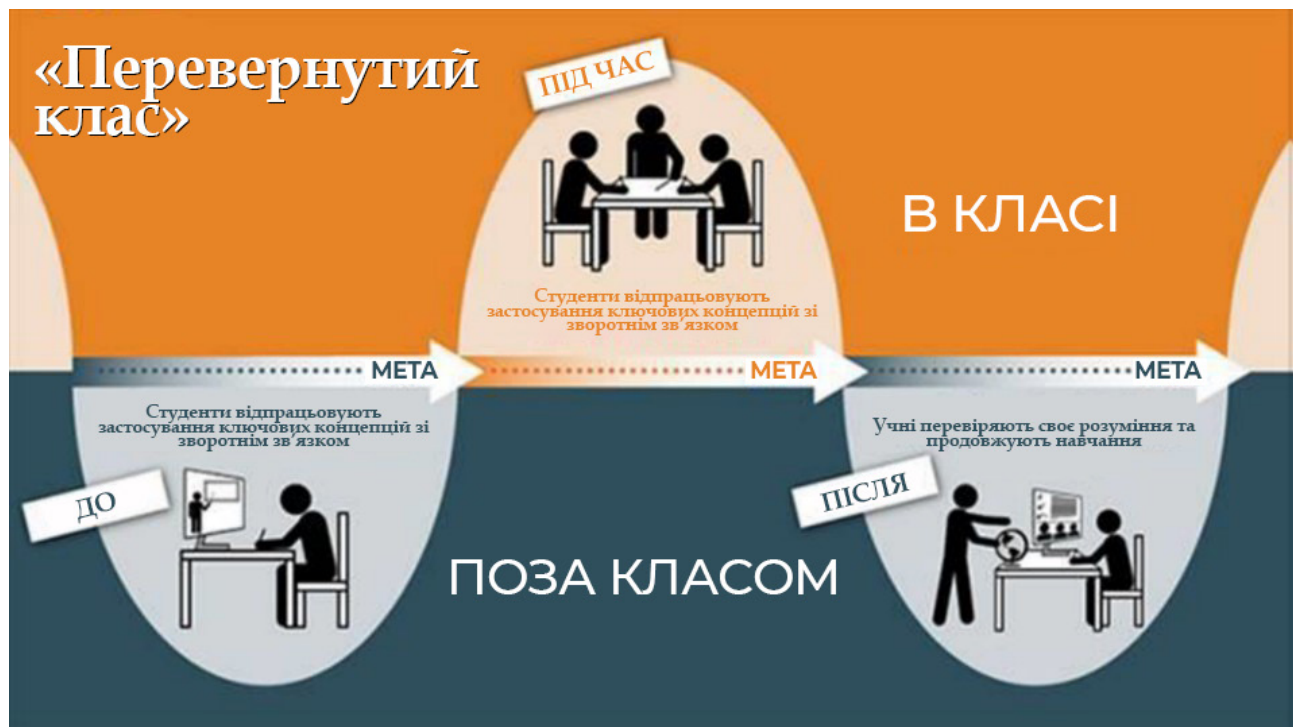 «Перевернутий
клас»
ПІД ЧАС
В КЛАСІ
Студенти відпрацьовують
застосування ключових концепцій зі
зворотнім зв'язком
МЕТА
МЕТА
МЕТА
Студенти відпрацьовують
застосування ключових концепцій зі
зворотнім зв'язком
Учні перевіряють своє розуміння та
продовжують навчання
ДО
ПІСЛЯ
ПОЗА КЛАСОМ